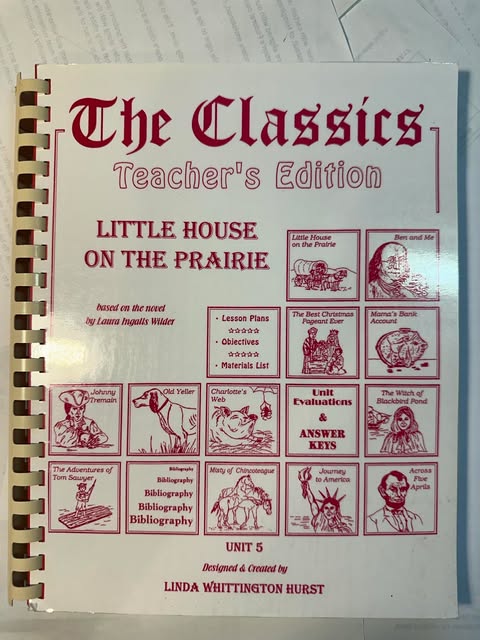 The Classics
Teacher's Edition
LITTLE HOUSE
ON THE PRAIRIE
based on the novel
by Laura Ingalls Wilder
Little House
on the Prairie
Ben and Me
• Lesson Plans
☆☆☆☆☆
• Objectives
☆☆☆☆☆
• Materials List
The Best Christmas
Pageant Ever
Mama's Bank
Account
Johnny
Tremain
Old Yeller
Charlotte's
Web
Unit
Evaluations
&
ANSWER
KEYS
The Witch of
Blackbird Pond
The Adventures of
Tom Sawyer
Bibliography
Bibliography
Bibliography
Bibliography
Bibliography
Misty of Chincoteague
Journey
to America
Across
Five
Aprils
UNIT 5
Designed & Created by
LINDA WHITTINGTON HURST